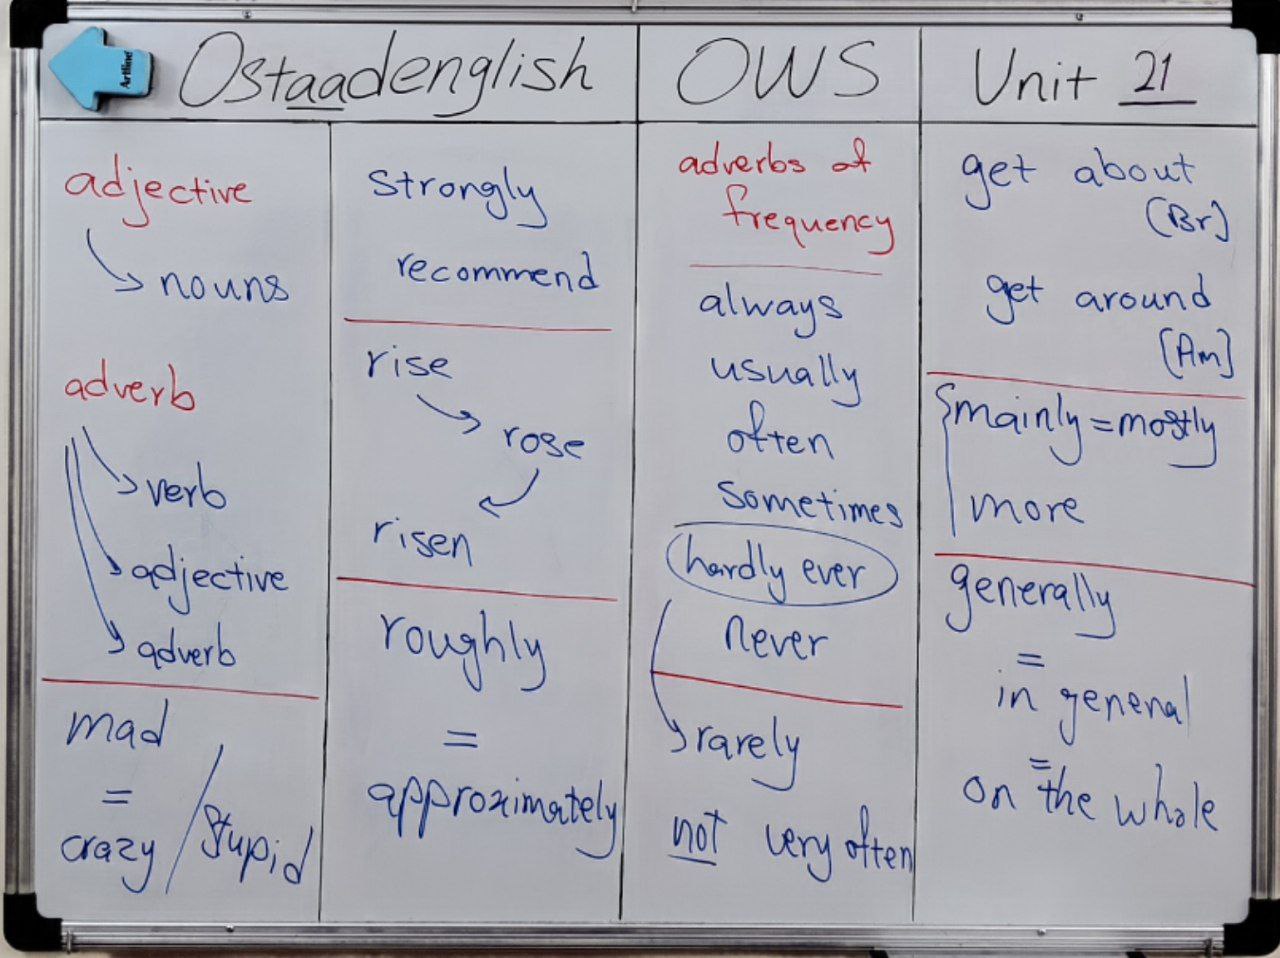 Artline
Ostaadenglish
OWS
Unit 21
adjective
nouns
adverb
verb
adjective
adverb
mad
=
crazy / Stupid
strongly
recommend
rise
rose
risen
roughly
=
approximately
adverbs of
frequency
always
usually
often
sometimes
hardly ever
never
rarely
not very often
get about
(Br]
get around
[Am]
mainly = mostly
more
generally
=
in general
=
on the whole